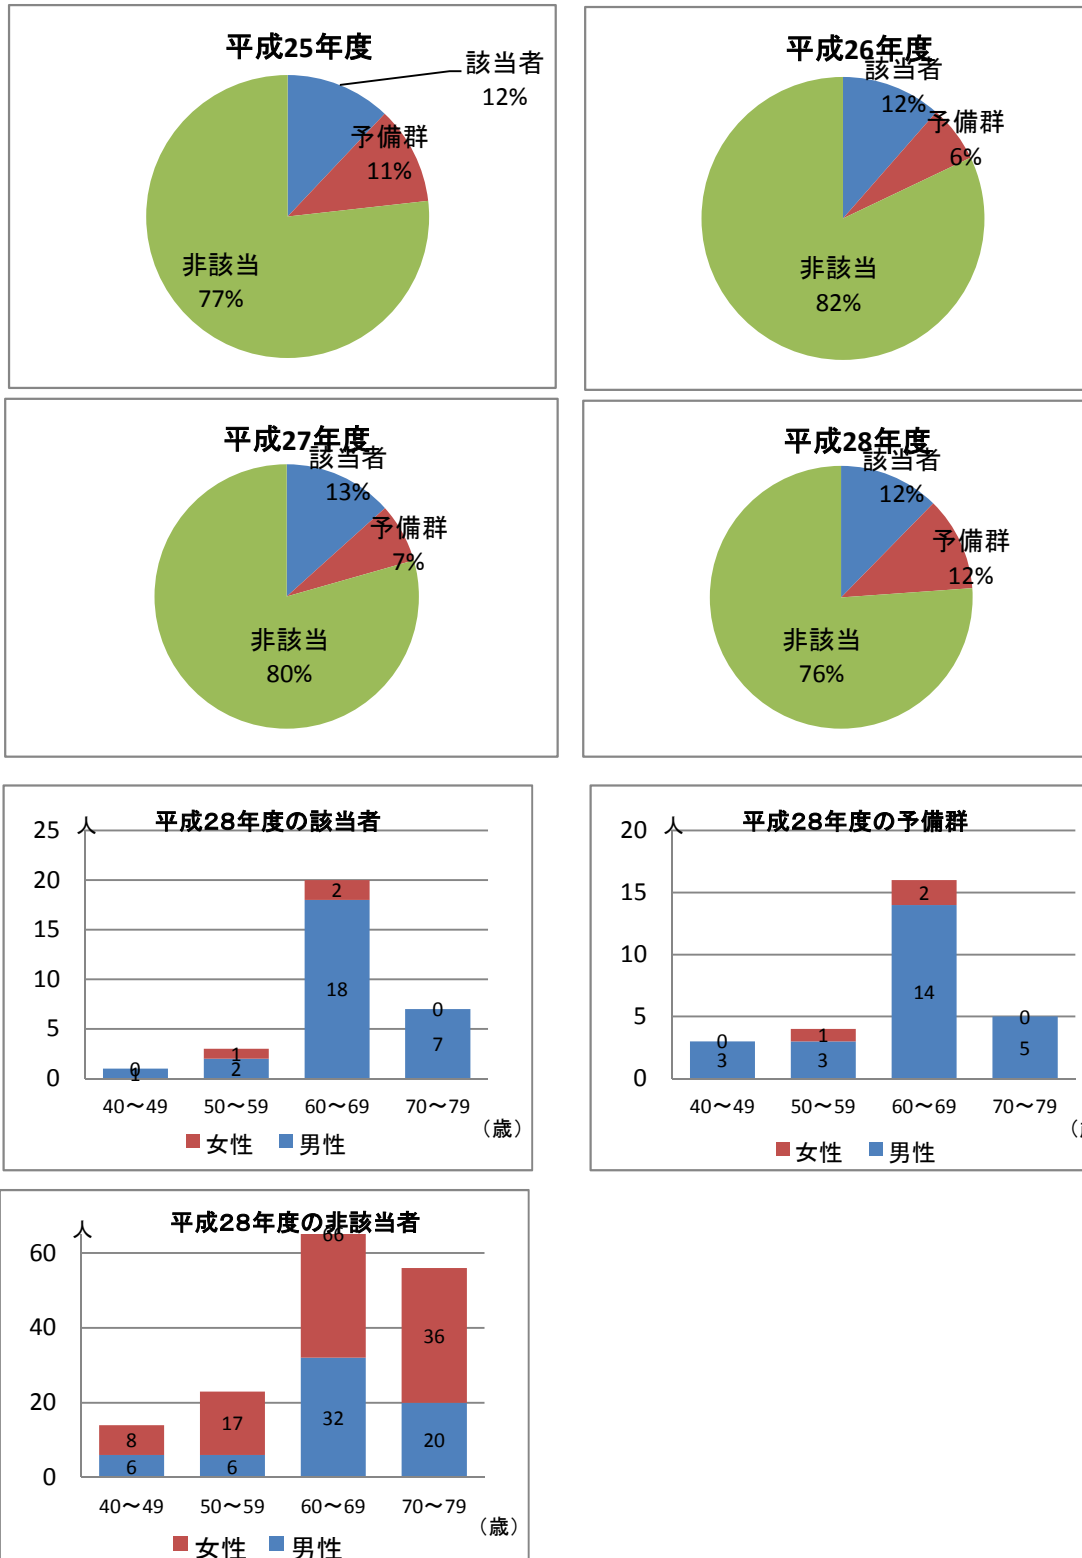 平成25年度
該当者
12%
予備群
11%
非該当
77%
平成26年度
該当者
12%
予備群
6%
非該当
82%
平成27年度
該当者
13%
予備群
7%
非該当
80%
平成28年度
該当者
12%
予備群
12%
非該当
76%
平成28年度の該当者
人
25
20
15
10
5
0
0
1
1
2
2
18
0
7
40～49 50～59 60～69 70～79
（歳）
女性 男性
平成28年度の予備群
人
20
15
10
5
0
0
3
1
3
2
14
0
5
40～49 50～59 60～69 70～79
女性 男性
平成28年度の非該当者
人
60
40
20
0
8
6
17
6
66
32
36
20
40～49 50～59 60～69 70～79
（歳）
女性 男性